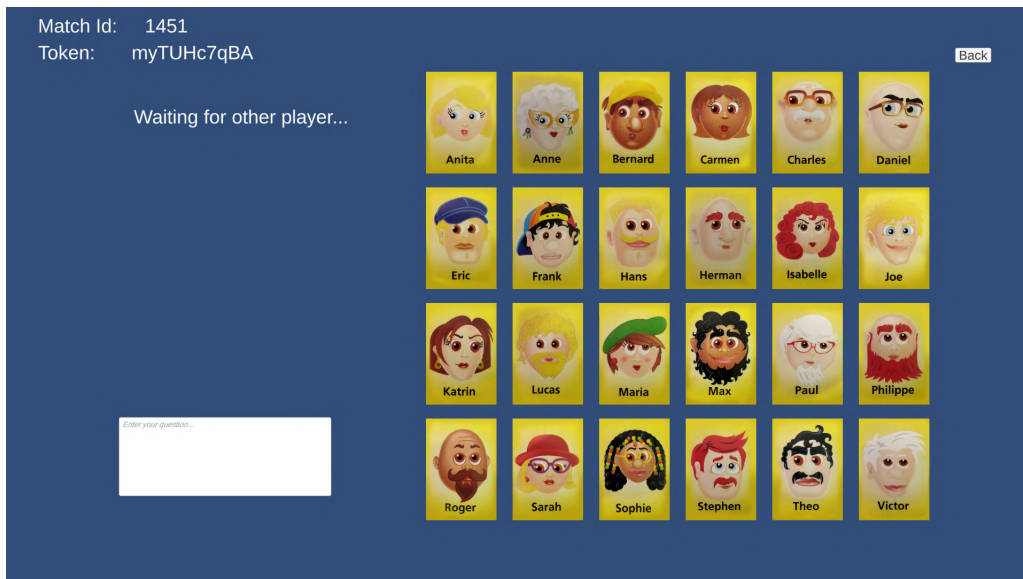 Match Id: 1451
Token: myTUHc7qBA
Back
Waiting for other player...
Anita Anne Bernard Carmen Charles Daniel
Eric Frank Hans Herman Isabelle Joe
Katrin Lucas Maria Max Paul Philippe
Enter your question...
Roger Sarah Sophie Stephen Theo Victor